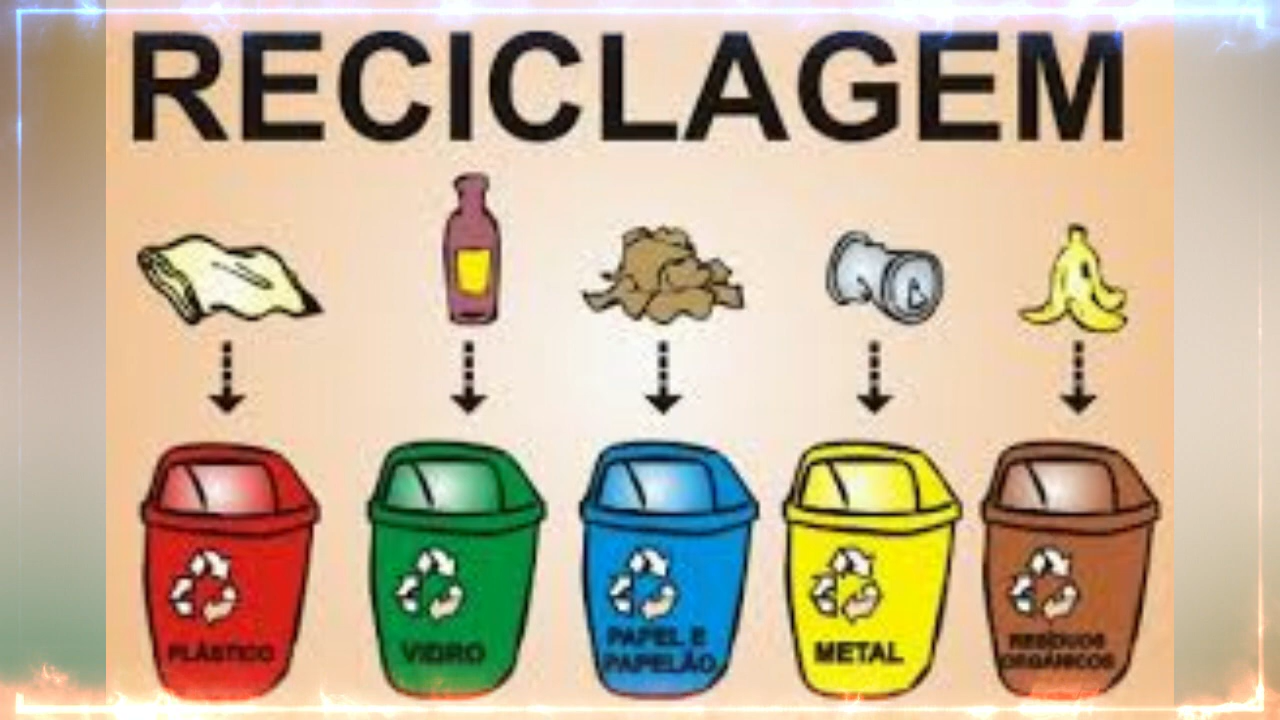 RECICLAGEM
PLÁSTICO
VIDRO
PAPEL E
PAPELÃO
METAL
RESÍDUOS
ORGÂNICOS